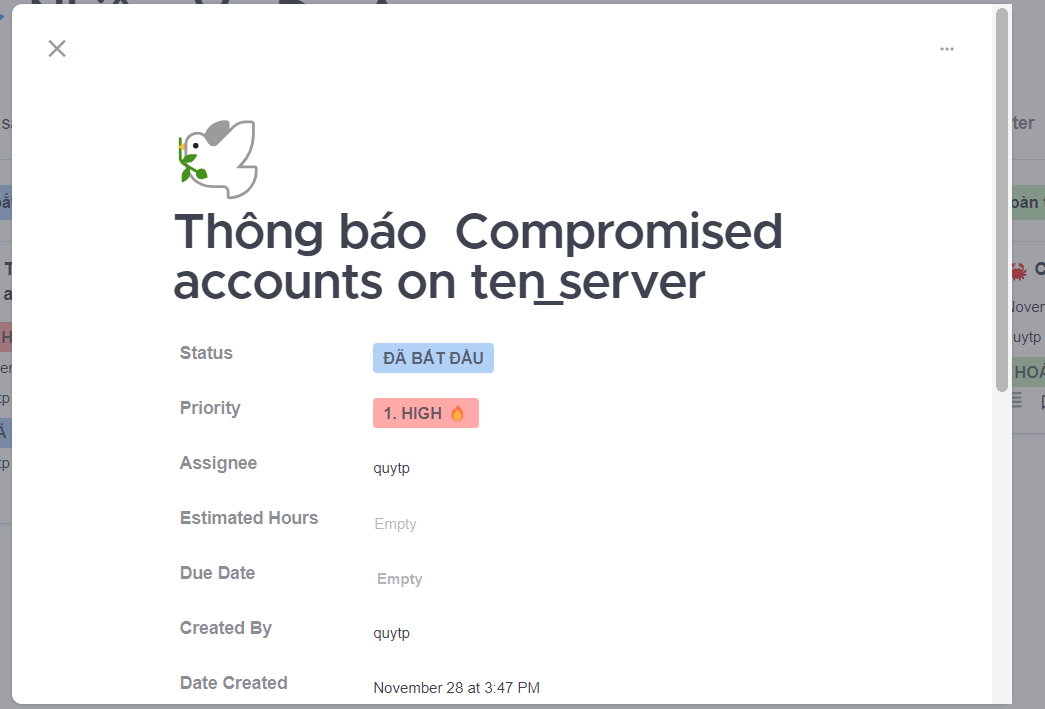 Thông báo  Compromised
accounts on ten_server
Status
ĐÃ BẮT ĐẦU
Priority
1. HIGH 🔥
Assignee
quytp
Estimated Hours
Empty
Due Date
Empty
Created By
quytp
Date Created
November 28 at 3:47 PM